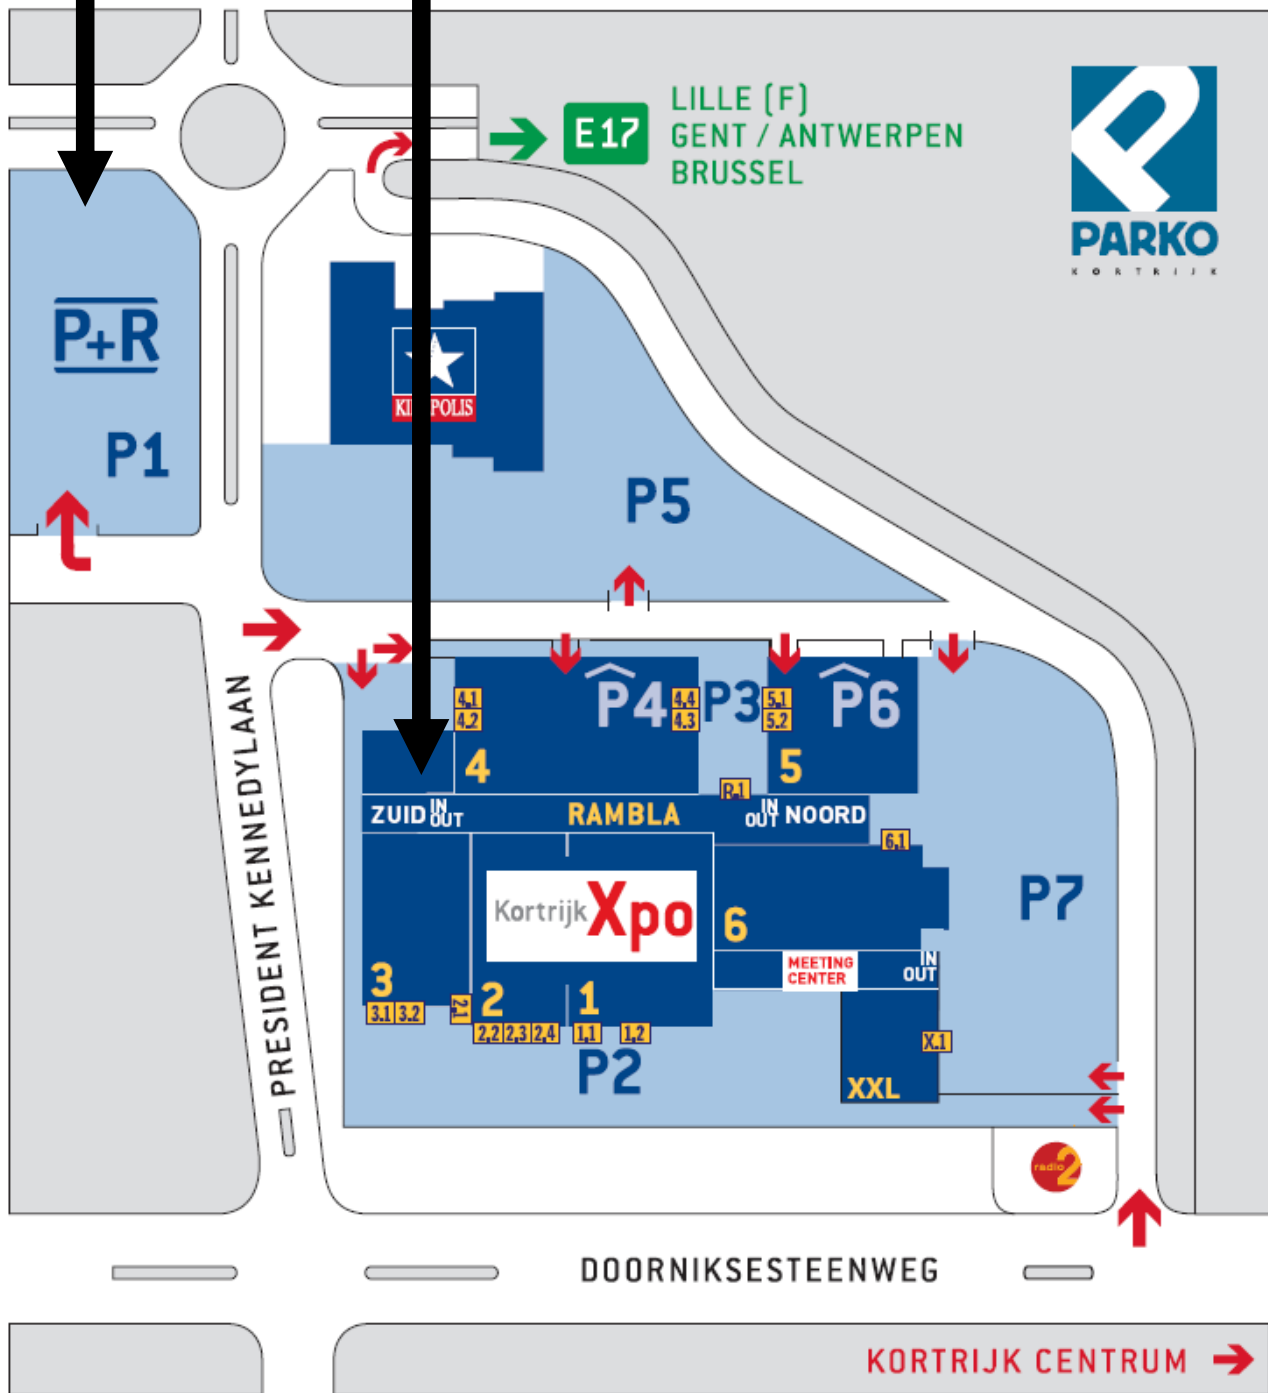 LILLE (F)
E17 GENT / ANTWERPEN
BRUSSEL
PARKO
KORTRIJK
P+R
P1
P5
PRESIDENT KENNEDYLAAN
4.1
4.2
P4
4.4
4.3
P3
5.1
5.2
P6
4
5
R.1
ZUID IN OUT
RAMBLA
IN OUT NOORD
6.1
Kortrijk Xpo
6
P7
MEETING
CENTER
IN
OUT
3
3.1 3.2
2.1
2
2.2 2.3 2.4
1
1.1 1.2
P2
X.1
XXL
radio 2
DOORNIKSESTEENWEG
KORTRIJK CENTRUM